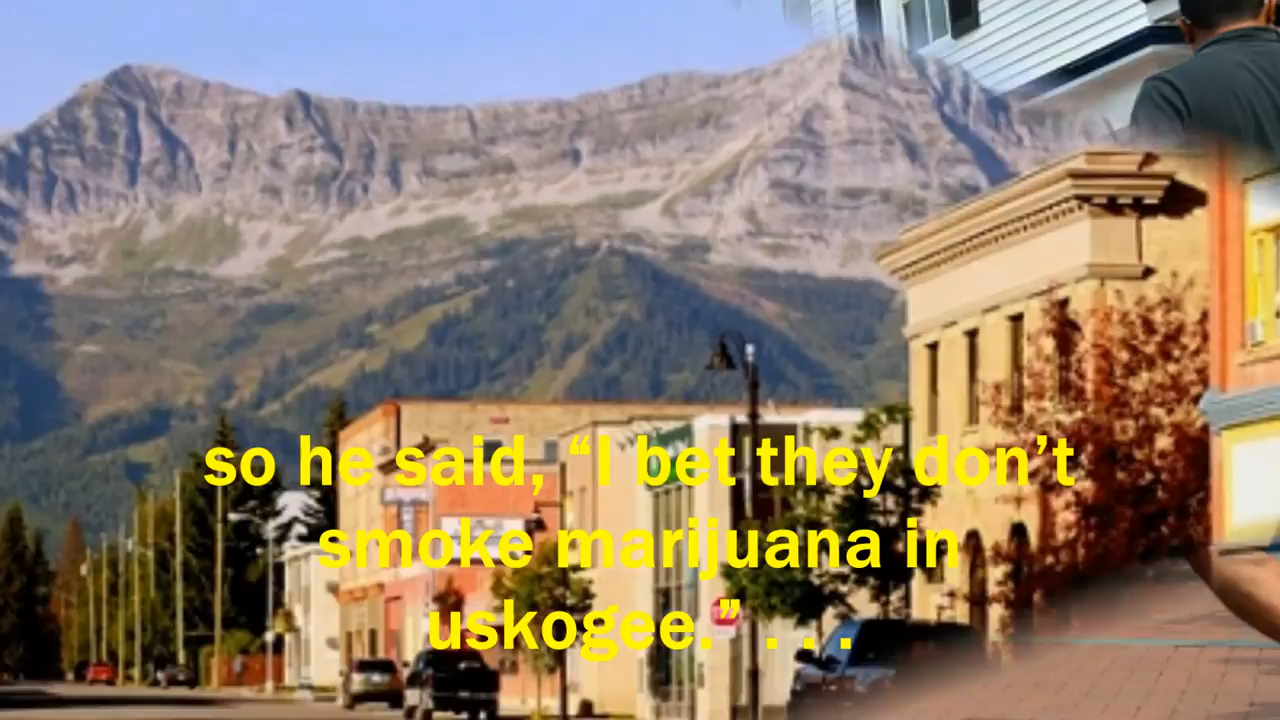 so he said, “I bet they don’t
smoke marijuana in
uskogee.” . . .